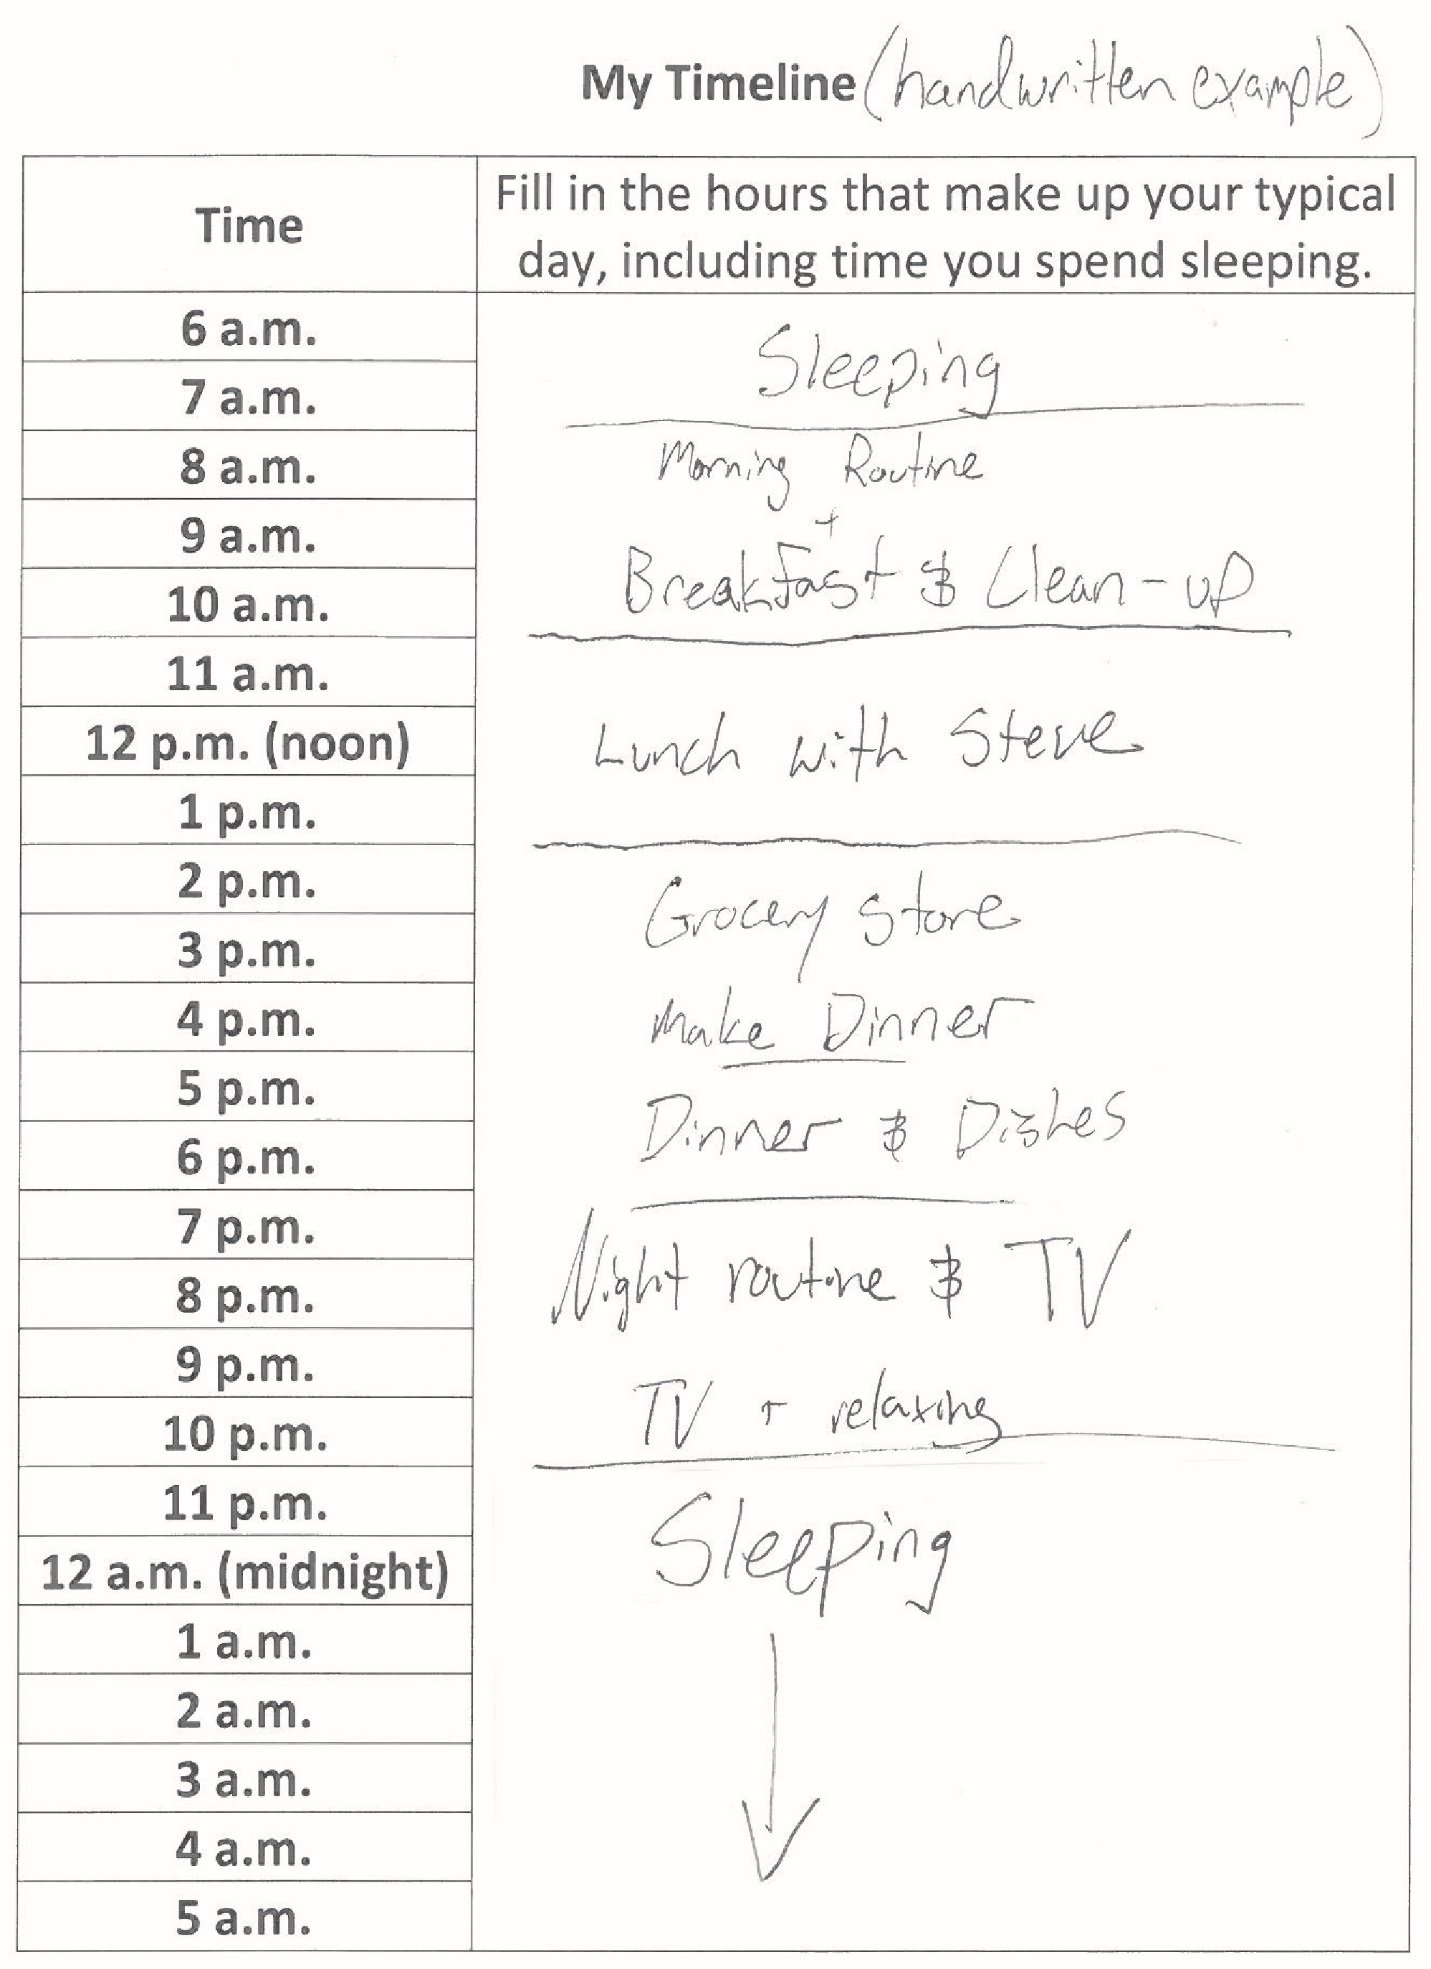 My Timeline (handwritten example)
Time
Fill in the hours that make up your typical
day, including time you spend sleeping.
6 a.m.
Sleeping
7 a.m.
8 a.m.
Morning Routine
+
9 a.m.
Breakfast & Clean-up
10 a.m.
11 a.m.
12 p.m. (noon)
Lunch with Steve
1 p.m.
2 p.m.
Grocery Store
3 p.m.
4 p.m.
Make Dinner
5 p.m.
Dinner & Dishes
6 p.m.
7 p.m.
8 p.m.
Night routine & TV
9 p.m.
TV + relaxing
10 p.m.
11 p.m.
Sleeping
12 a.m. (midnight)
1 a.m.
2 a.m.
3 a.m.
4 a.m.
5 a.m.